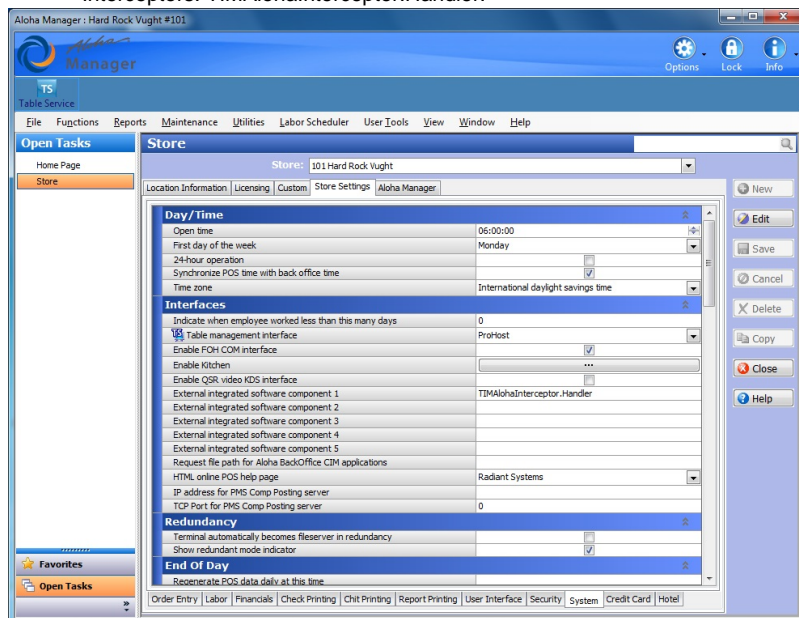 Interceptors: TIMAlohaInterceptor.Handler.
Aloha Manager : Hard Rock Vught #101
Aloha
Manager
Options
Lock
Info
TS
Table Service
File Functions Reports Maintenance Utilities Labor Scheduler User Tools View Window Help
Open Tasks
Home Page
Store
Store
Store: 101 Hard Rock Vught
Location Information Licensing Custom Store Settings Aloha Manager
Day/Time
Open time 06:00:00
First day of the week Monday
24-hour operation
Synchronize POS time with back office time
Time zone International daylight savings time
Interfaces
Indicate when employee worked less than this many days 0
TS Table management interface ProHost
Enable FOH COM interface
Enable Kitchen ...
Enable QSR video KDS interface
External integrated software component 1 TIMAlohaInterceptor.Handler
External integrated software component 2
External integrated software component 3
External integrated software component 4
External integrated software component 5
Request file path for Aloha BackOffice CIM applications
HTML online POS help page Radiant Systems
IP address for PMS Comp Posting server
TCP Port for PMS Comp Posting server 0
Redundancy
Terminal automatically becomes fileserver in redundancy
Show redundant mode indicator
End Of Day
Regenerate POS data daily at this time
Order Entry Labor Financials Check Printing Chit Printing Report Printing User Interface Security System Credit Card Hotel
New
Edit
Save
Cancel
Delete
Copy
Close
Help
Favorites
Open Tasks